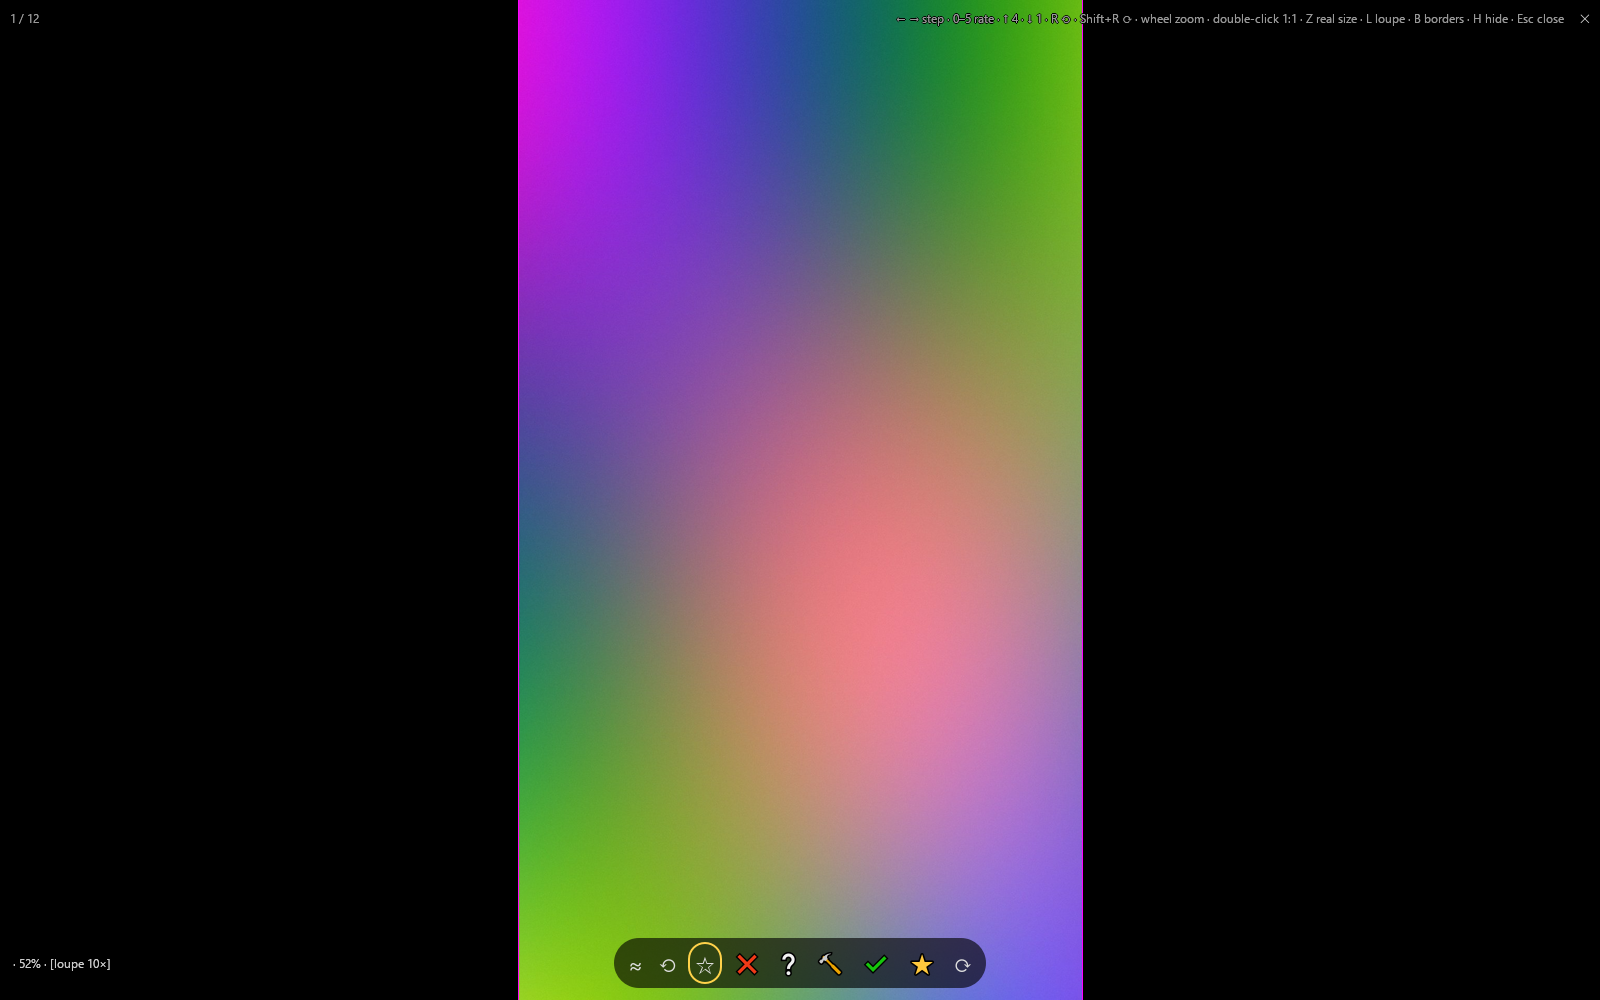 1 / 12
← → step · 0–5 rate · ↑ 4 · ↓ 1 · R ⟲ · Shift+R ⟳ · wheel zoom · double-click 1:1 · Z real size · L loupe · B borders · H hide · Esc close ×
· 52% · [loupe 10×]